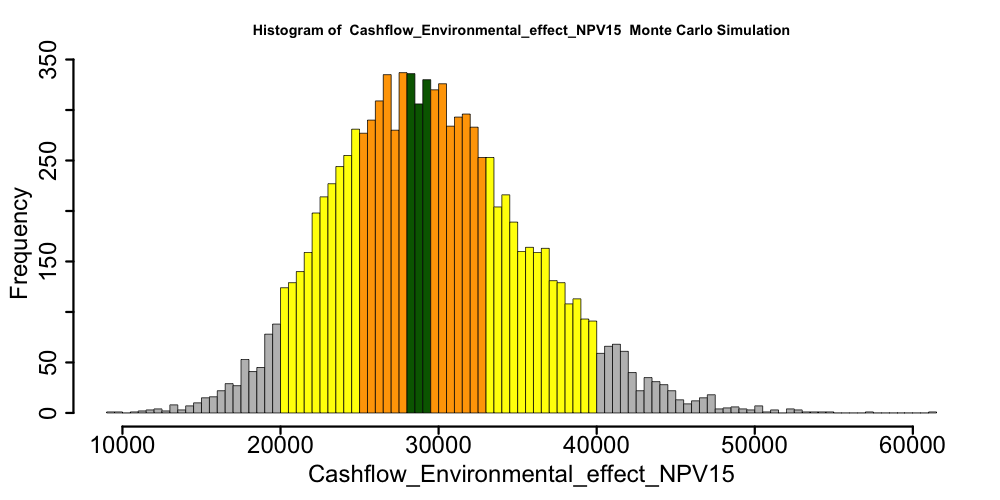 Histogram of  Cashflow_Environmental_effect_NPV15  Monte Carlo Simulation
Frequency
350
250
150
50
0
10000 20000 30000 40000 50000 60000
Cashflow_Environmental_effect_NPV15